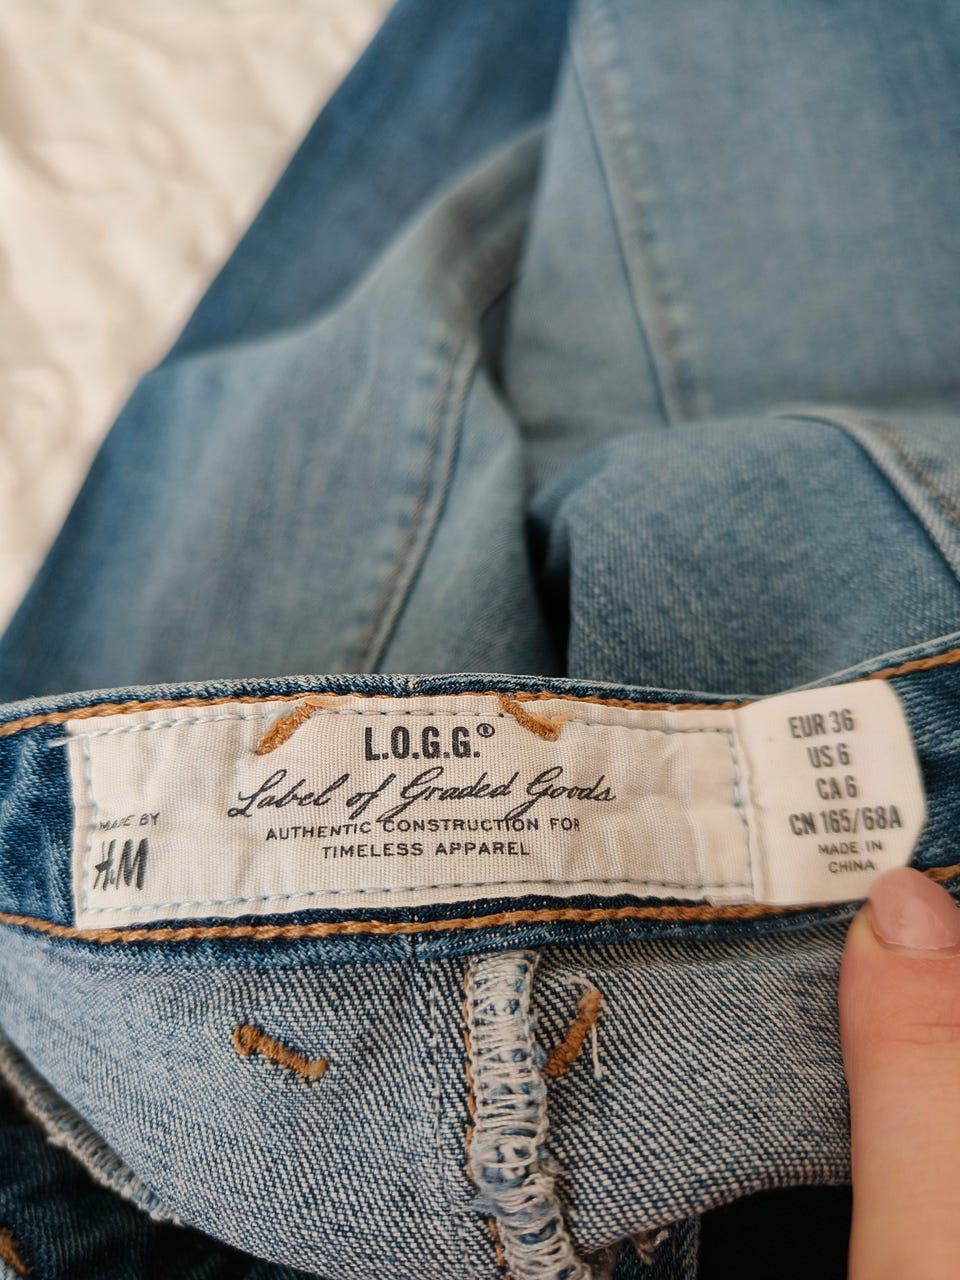 L.O.G.G.®
Label of Graded Goods
AUTHENTIC CONSTRUCTION FOR
TIMELESS APPAREL
MADE BY
H&M
EUR 36
US 6
CA 6
CN 165/68A
MADE IN
CHINA